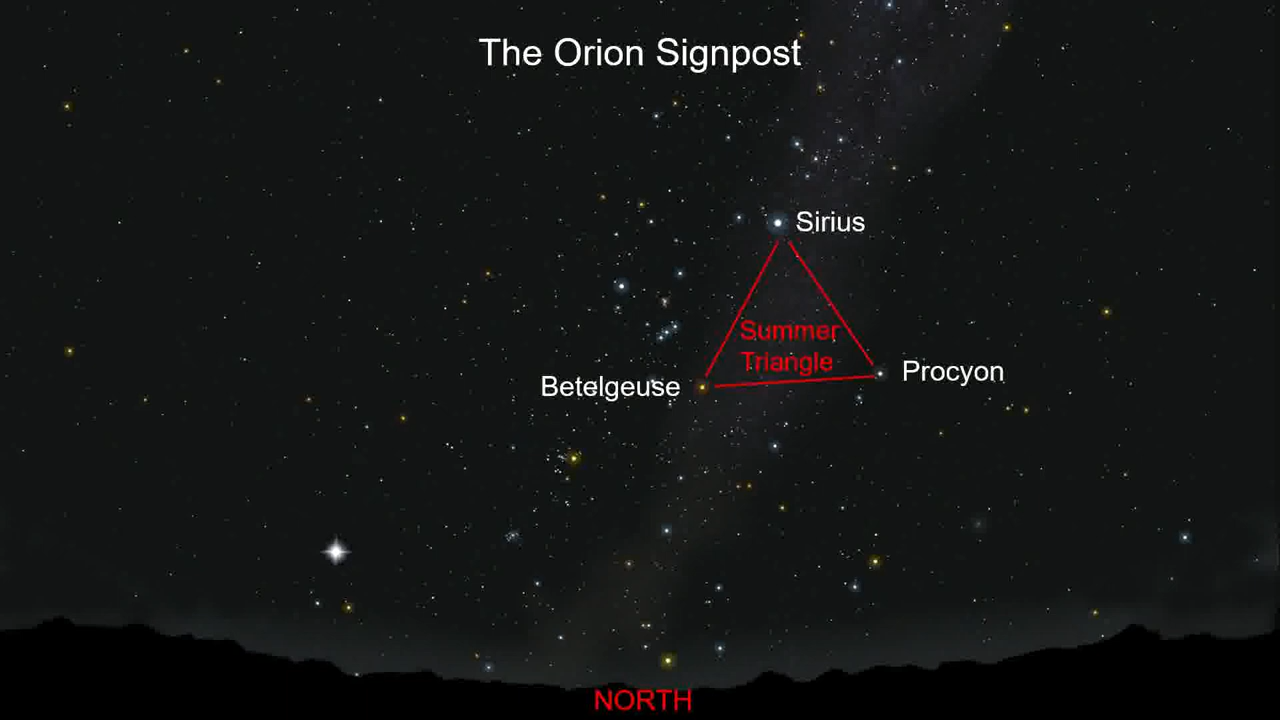 The Orion Signpost
Sirius
Summer
Triangle
Procyon
Betelgeuse
NORTH